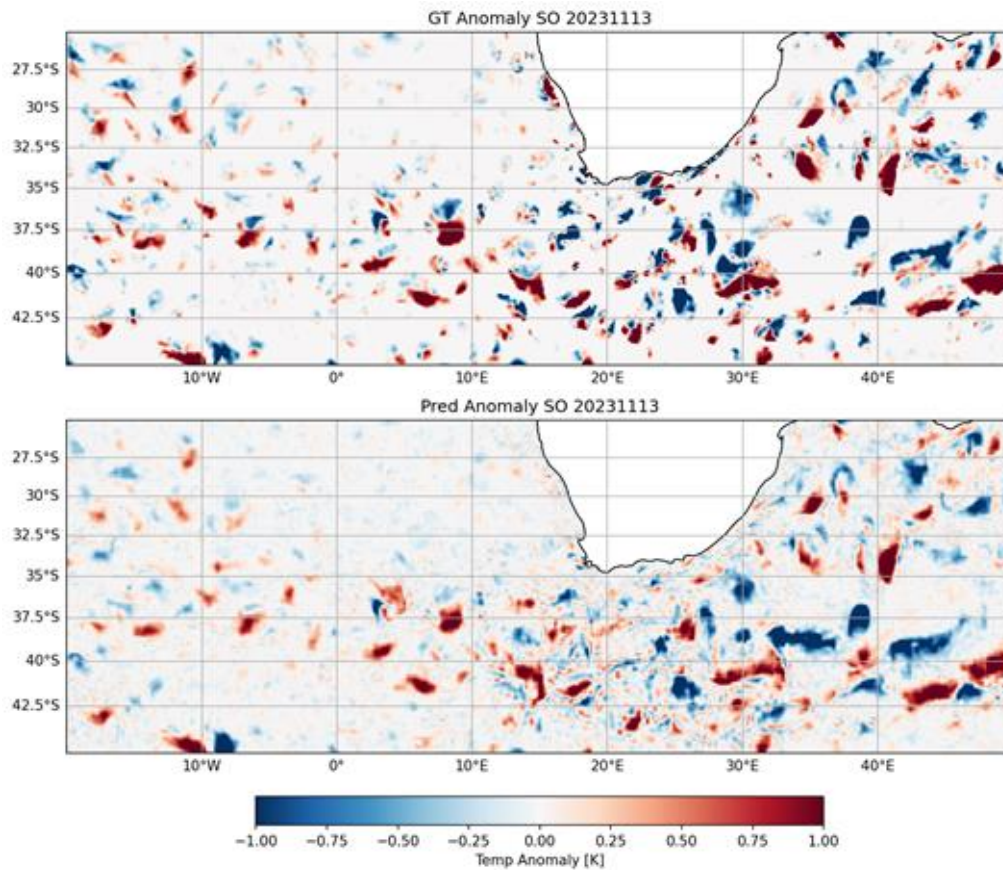 GT Anomaly SO 20231113
27.5°S
30°S
32.5°S
35°S
37.5°S
40°S
42.5°S
10°W 0° 10°E 20°E 30°E 40°E
Pred Anomaly SO 20231113
27.5°S
30°S
32.5°S
35°S
37.5°S
40°S
42.5°S
10°W 0° 10°E 20°E 30°E 40°E
−1.00 −0.75 −0.50 −0.25 0.00 0.25 0.50 0.75 1.00
Temp Anomaly [K]